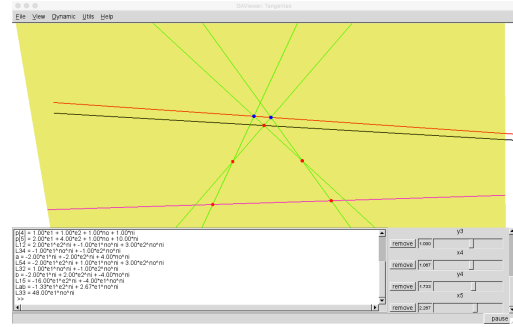 GAViewer: Tangentes
File View Dynamic Utils Help
p[4] = 1.00*e1 + 1.00*e2 + 1.00*no + 1.00*ni
p[5] = 2.00*e1 + 4.00*e2 + 1.00*no + 10.00*ni
L12 = 2.00*e1^e2^ni + -1.00*e1^no^ni + 3.00*e2^no^ni
L34 = -1.00*e1^no^ni + -1.00*e2^no^ni
a = -2.00*e1^ni + -2.00*e2^ni + 4.00*no^ni
L54 = -2.00*e1^e2^ni + 1.00*e1^no^ni + 3.00*e2^no^ni
L32 = 1.00*e1^no^ni + -1.00*e2^no^ni
b = -2.00*e1^ni + 2.00*e2^ni + -4.00*no^ni
L15 = -16.00*e1^e2^ni + -4.00*e1^no^ni
Lab = -1.33*e1^e2^ni + 2.67*e1^no^ni
L33 = 48.00*e1^no^ni
>>
y3
remove
x4
remove 1.087
y4
remove 1.733
x5
remove 2.287
pause